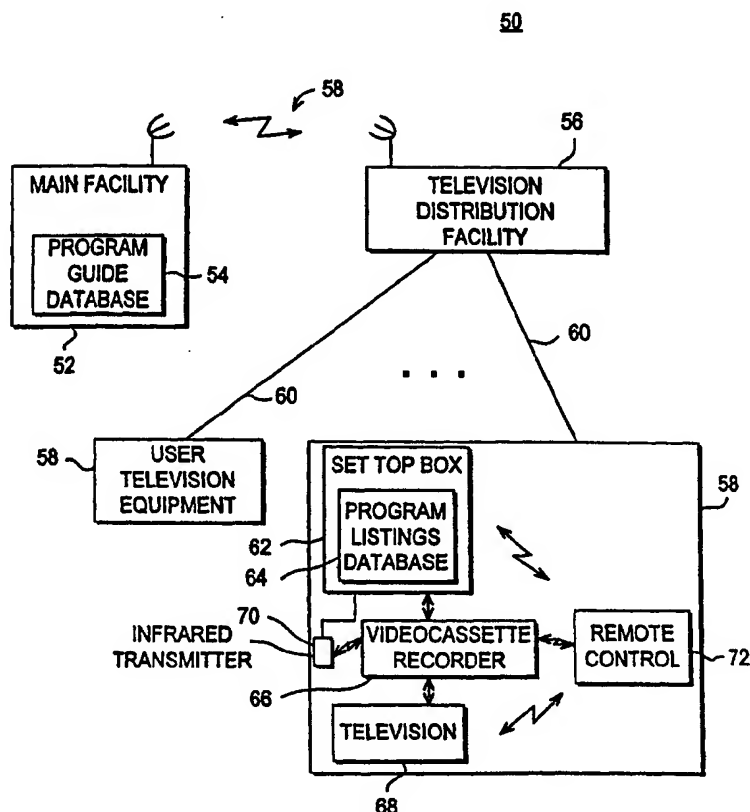 50
58
56
MAIN FACILITY
PROGRAM
GUIDE
DATABASE
54
52
TELEVISION
DISTRIBUTION
FACILITY
60
60
58
USER
TELEVISION
EQUIPMENT
58
SET TOP BOX
PROGRAM
LISTINGS
DATABASE
62
64
70
INFRARED
TRANSMITTER
VIDEOCASSETTE
RECORDER
66
REMOTE
CONTROL
72
TELEVISION
68